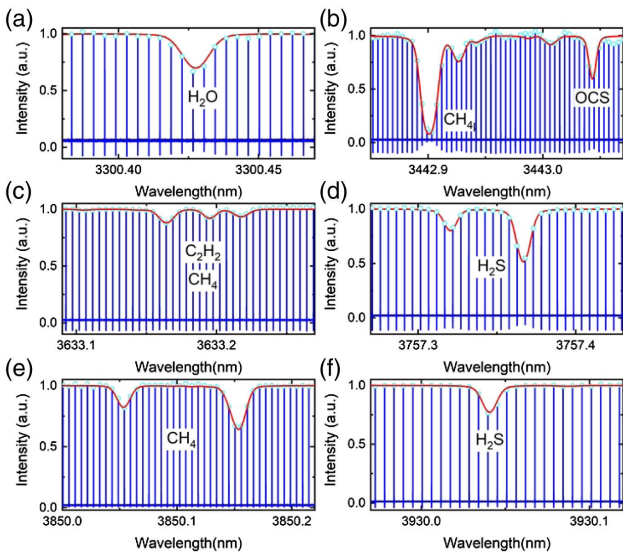 (a)
Intensity (a.u.)
1.0
0.5
0.0
H₂O
3300.40
3300.45
Wavelength(nm)
(b)
Intensity (a.u.)
1.0
0.5
0.0
CH₄
OCS
3442.9
3443.0
Wavelength(nm)
(c)
Intensity (a.u.)
1.0
0.5
0.0
C₂H₂
CH₄
3633.1
3633.2
Wavelength(nm)
(d)
Intensity (a.u.)
1.0
0.5
0.0
H₂S
3757.3
3757.4
Wavelength(nm)
(e)
Intensity (a.u.)
1.0
0.5
0.0
CH₄
3850.0
3850.1
3850.2
Wavelength(nm)
(f)
Intensity (a.u.)
1.0
0.5
0.0
H₂S
3930.0
3930.1
Wavelength(nm)